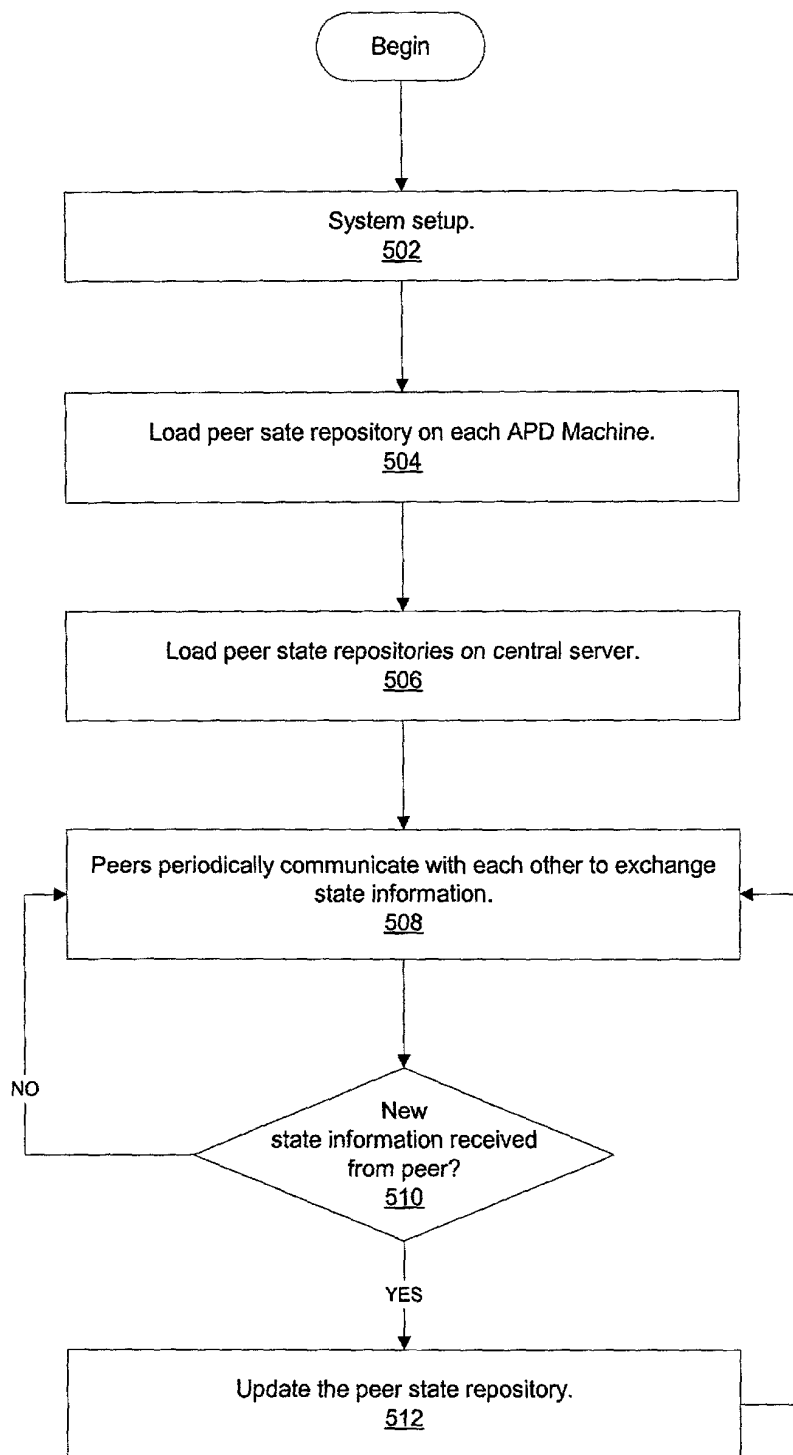 Begin
System setup.
502
Load peer sate repository on each APD Machine.
504
Load peer state repositories on central server.
506
Peers periodically communicate with each other to exchange
state information.
508
NO
New
state information received
from peer?
510
YES
Update the peer state repository.
512